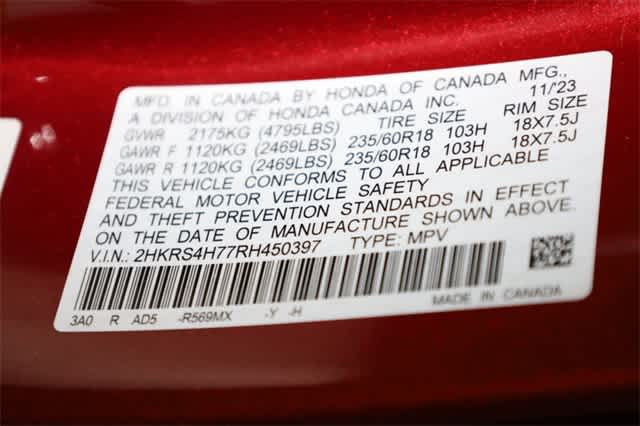 MFD. IN CANADA BY HONDA OF CANADA MFG.,
A DIVISION OF HONDA CANADA INC. 11/'23
GVWR 2175KG (4795LBS) TIRE SIZE RIM SIZE
GAWR F 1120KG (2469LBS) 235/60R18 103H 18X7.5J
GAWR R 1120KG (2469LBS) 235/60R18 103H 18X7.5J
THIS VEHICLE CONFORMS TO ALL APPLICABLE
FEDERAL MOTOR VEHICLE SAFETY
AND THEFT PREVENTION STANDARDS IN EFFECT
ON THE DATE OF MANUFACTURE SHOWN ABOVE.
V.I.N.: 2HKRS4H77RH450397 TYPE: MPV
3A0 R AD5 -R569MX -Y -H MADE IN CANADA